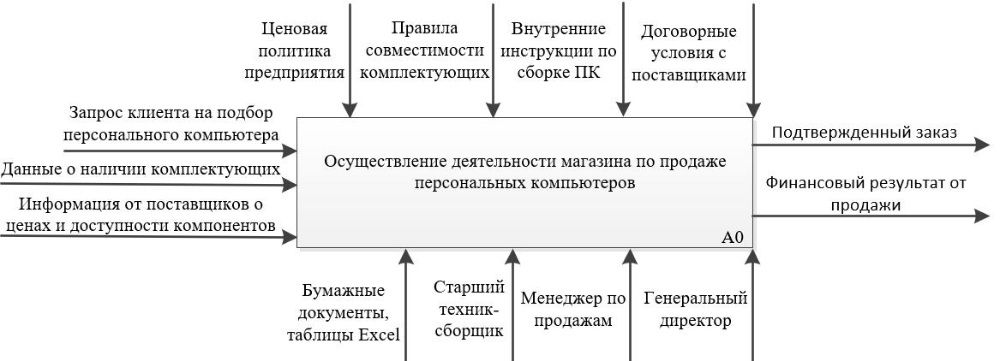 Ценовая
политика
предприятия
Правила
совместимости
комплектующих
Внутренние
инструкции по
сборке ПК
Договорные
условия с
поставщиками
Запрос клиента на подбор
персонального компьютера
Данные о наличии комплектующих
Информация от поставщиков о
ценах и доступности компонентов
Осуществление деятельности магазина по продаже
персональных компьютеров
A0
Подтвержденный заказ
Финансовый результат от
продажи
Бумажные
документы,
таблицы Excel
Старший
техник-
сборщик
Менеджер по
продажам
Генеральный
директор